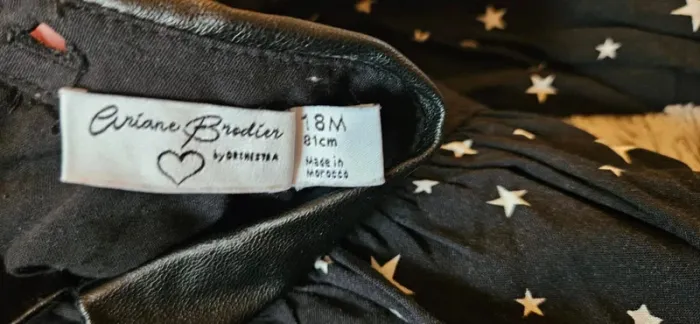 Ariane Brodier
by ORCHESTRA
18M
81cm
Made in
Morocco